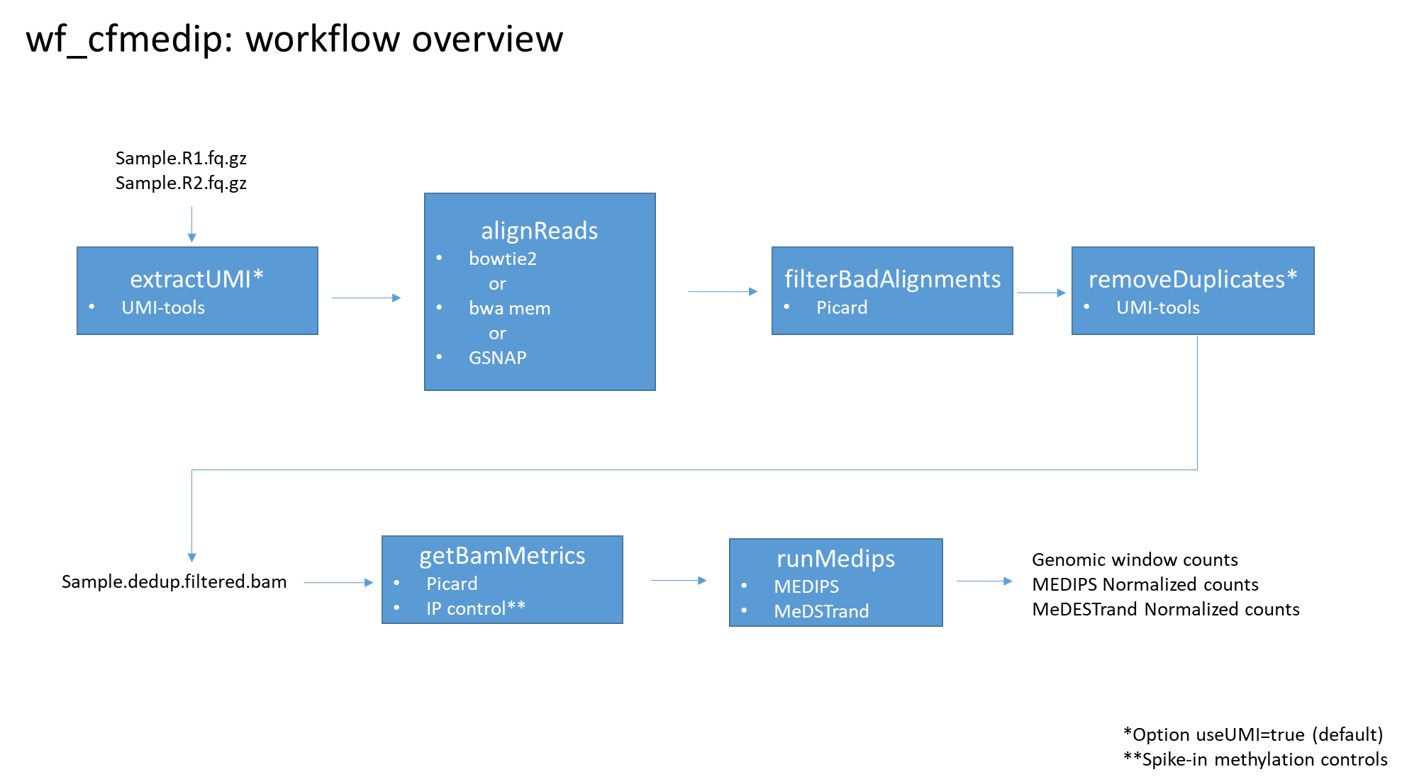 wf_cfmedip: workflow overview
Sample.R1.fq.gz
Sample.R2.fq.gz
extractUMI*
• UMI-tools
alignReads
• bowtie2
or
• bwa mem
or
• GSNAP
filterBadAlignments
• Picard
removeDuplicates*
• UMI-tools
Sample.dedup.filtered.bam
getBamMetrics
• Picard
• IP control**
runMedips
• MEDIPS
• MeDSTrand
Genomic window counts
MEDIPS Normalized counts
MeDESTrand Normalized counts
*Option useUMI=true (default)
**Spike-in methylation controls